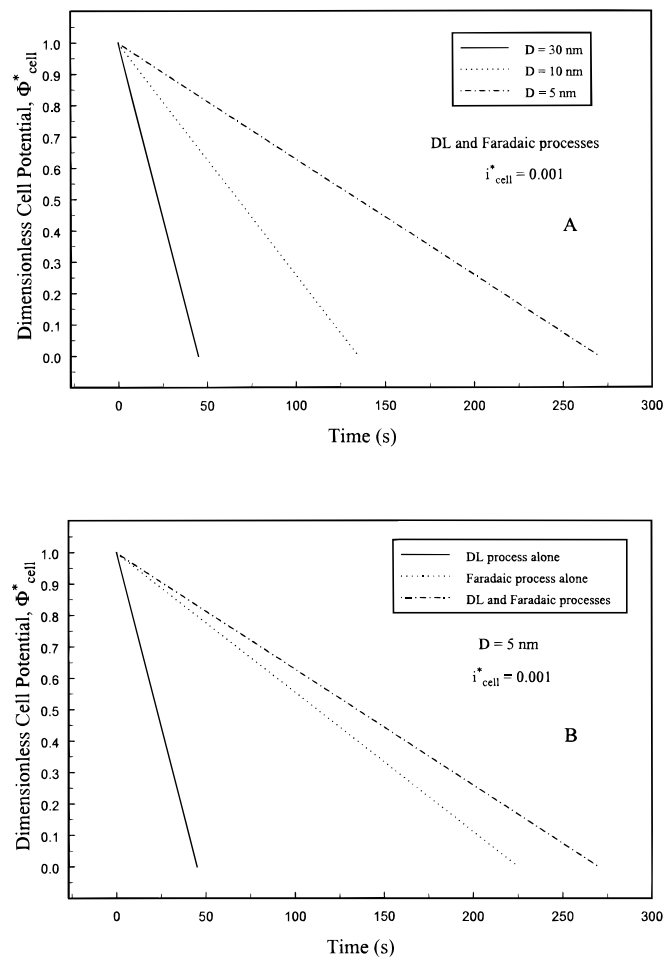 Dimensionless Cell Potential, Φ*cell
1.0
0.9
0.8
0.7
0.6
0.5
0.4
0.3
0.2
0.1
0.0
D = 30 nm
D = 10 nm
D = 5 nm
DL and Faradaic processes
i*cell = 0.001
A
0 50 100 150 200 250 300
Time (s)
Dimensionless Cell Potential, Φ*cell
1.0
0.9
0.8
0.7
0.6
0.5
0.4
0.3
0.2
0.1
0.0
DL process alone
Faradaic process alone
DL and Faradaic processes
D = 5 nm
i*cell = 0.001
B
0 50 100 150 200 250 300
Time (s)